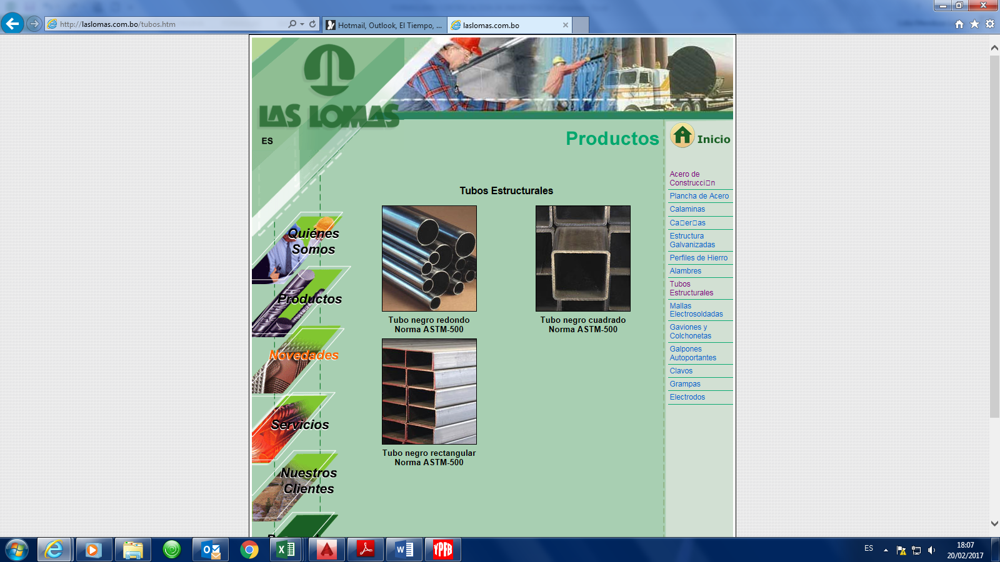 http://laslomas.com.bo/tubos.htm
Hotmail, Outlook, El Tiempo, ...
laslomas.com.bo
LAS LOMAS
ES
Productos
Inicio
Tubos Estructurales
Tubo negro redondo
Norma ASTM-500
Tubo negro cuadrado
Norma ASTM-500
Tubo negro rectangular
Norma ASTM-500
Quiénes
Somos
Productos
Novedades
Servicios
Nuestros
Clientes
Acero de
Construcci□n
Plancha de Acero
Calaminas
Ca□er□as
Estructura
Galvanizadas
Perfiles de Hierro
Alambres
Tubos
Estructurales
Mallas
Electrosoldadas
Gaviones y
Colchonetas
Galpones
Autoportantes
Clavos
Grampas
Electrodos
YPFB
ES
18:07
20/02/2017